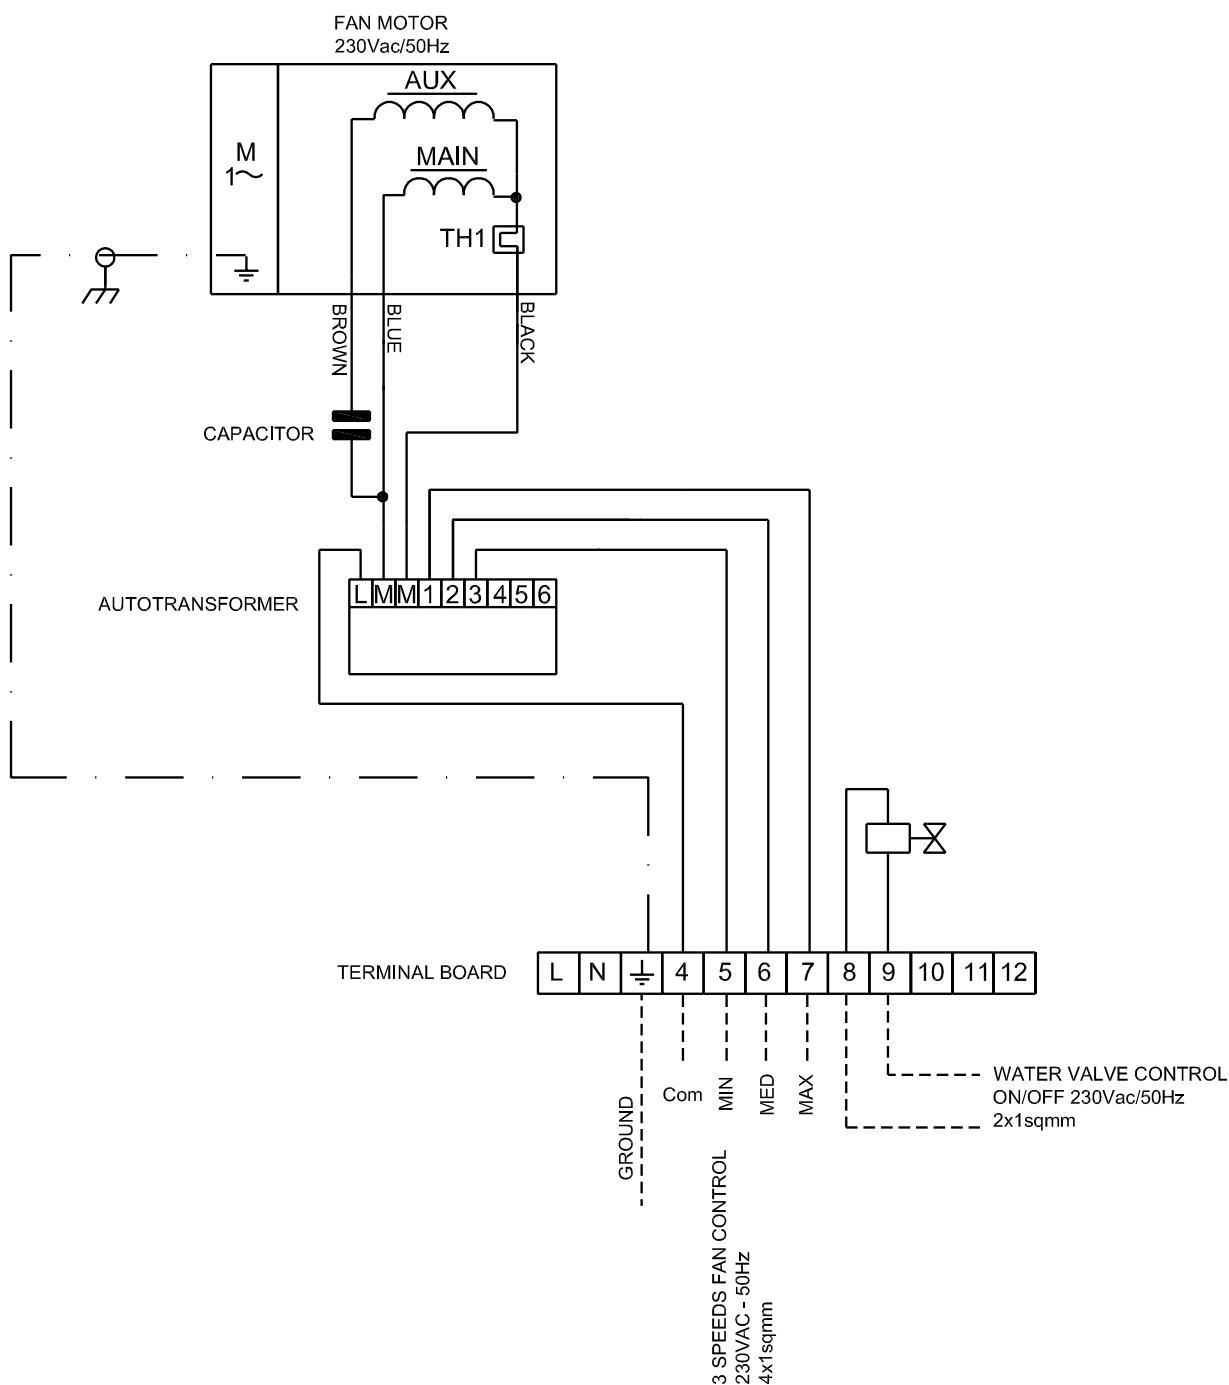 FAN MOTOR
230Vac/50Hz
AUX
MAIN
M
1~
TH1
BROWN
BLUE
BLACK
CAPACITOR
AUTOTRANSFORMER
L M M 1 2 3 4 5 6
TERMINAL BOARD
L N 4 5 6 7 8 9 10 11 12
GROUND
Com
MIN
MED
MAX
WATER VALVE CONTROL
ON/OFF 230Vac/50Hz
2x1sqmm
3 SPEEDS FAN CONTROL
230VAC - 50Hz
4x1sqmm